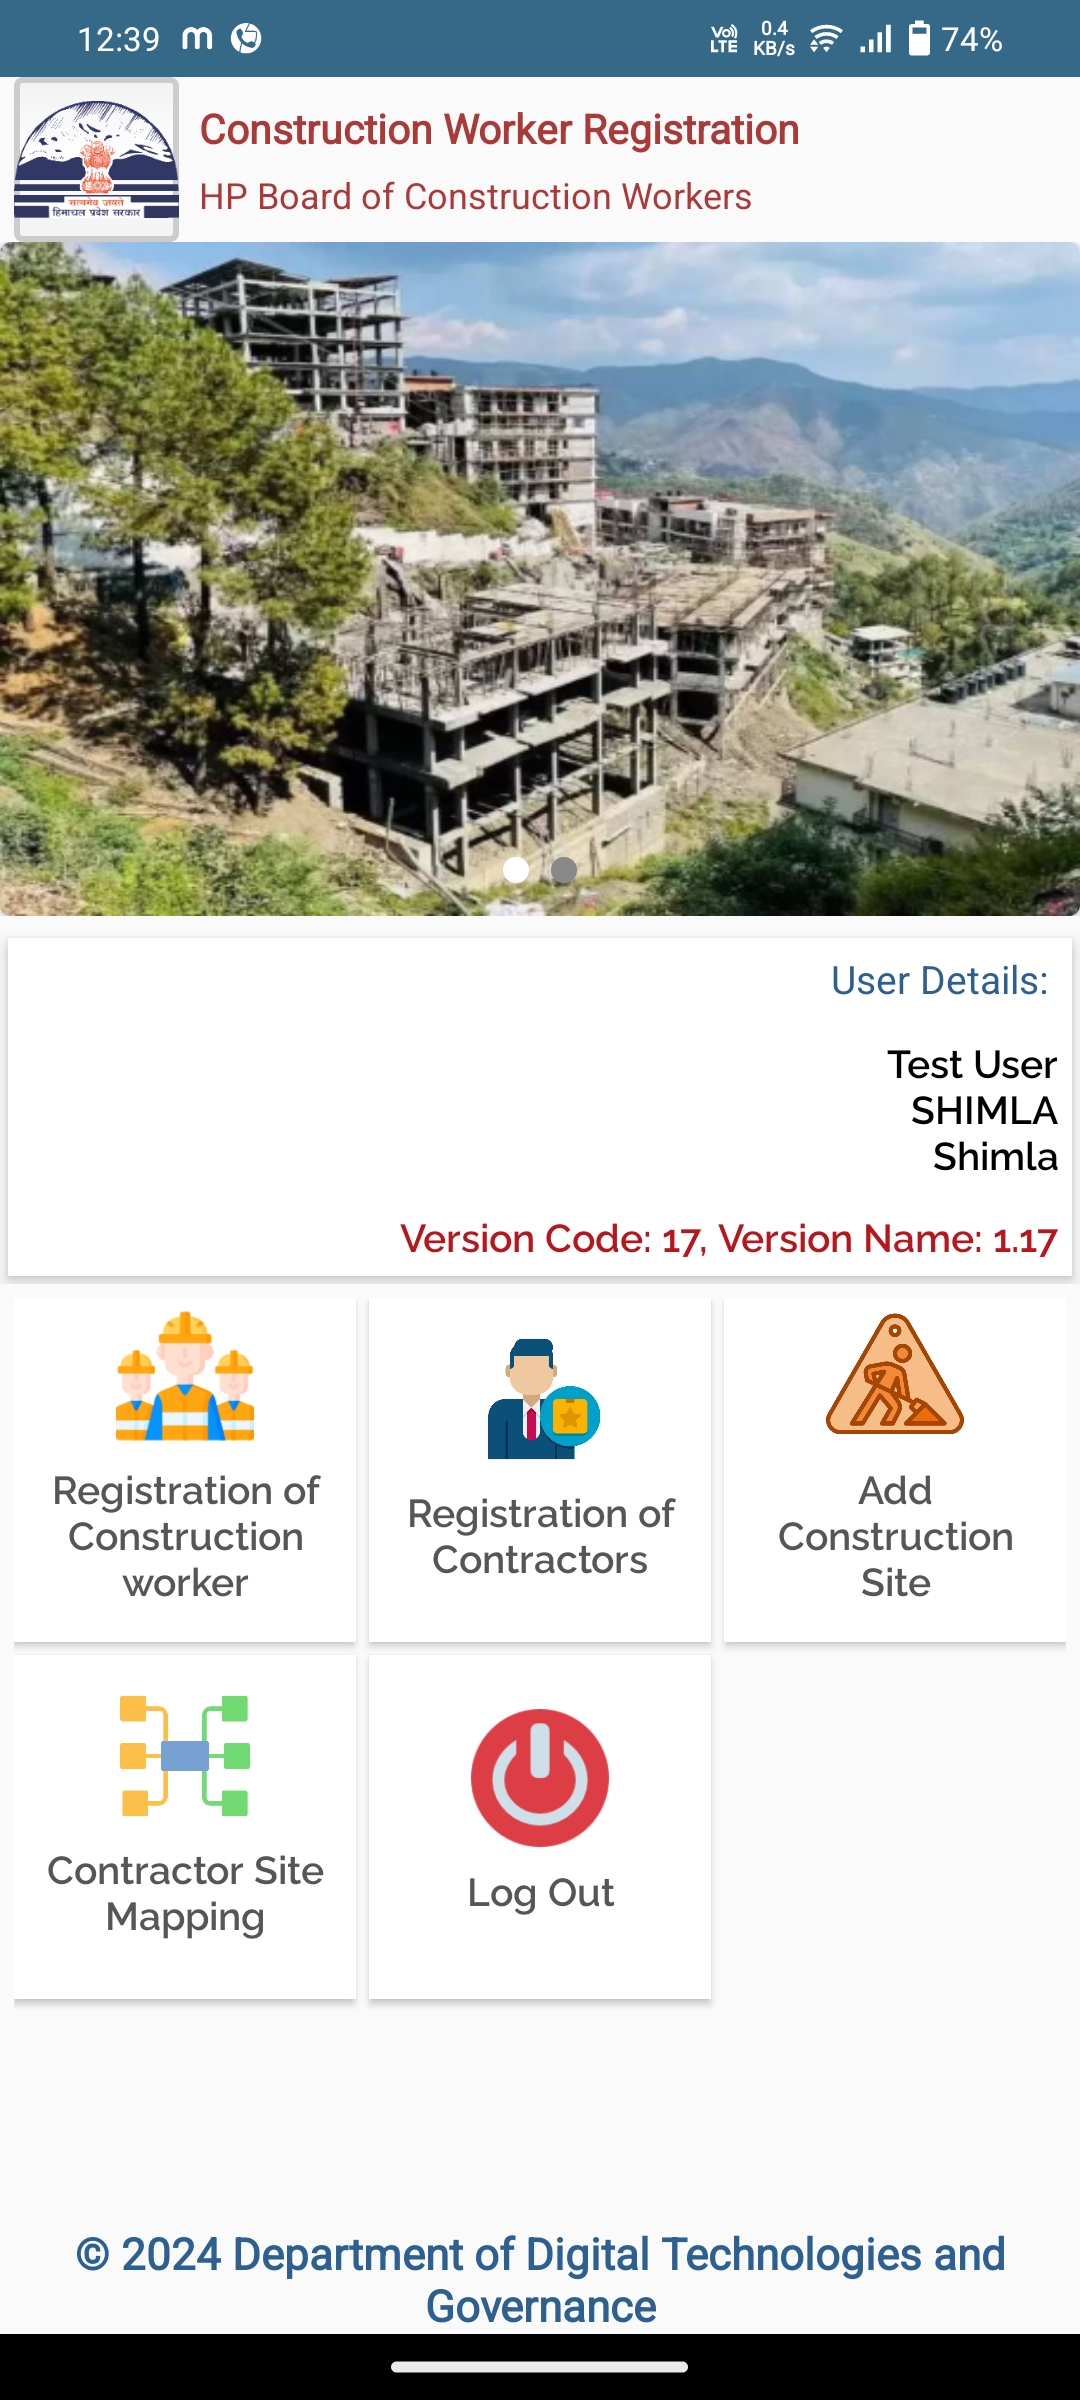 12:39
Vo))
LTE
0.4
KB/s
74%
सत्यमेव जयते
हिमाचल प्रदेश सरकार
Construction Worker Registration
HP Board of Construction Workers
User Details:
Test User
SHIMLA
Shimla
Version Code: 17, Version Name: 1.17
Registration of
Construction
worker
Registration of
Contractors
Add
Construction
Site
Contractor Site
Mapping
Log Out
© 2024 Department of Digital Technologies and
Governance